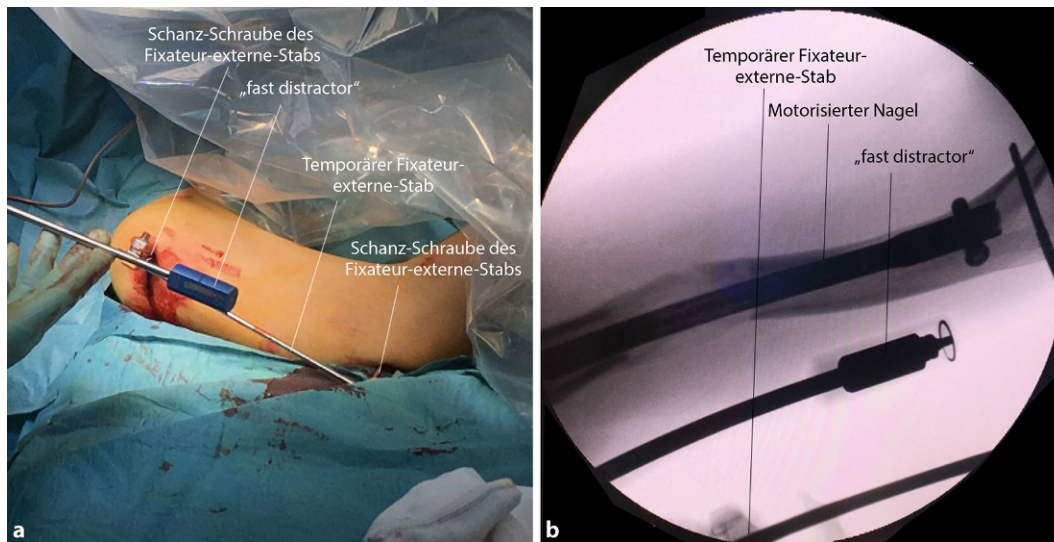 Schanz-Schraube des
Fixateur-externe-Stabs
„fast distractor“
Temporärer Fixateur-
externe-Stab
Schanz-Schraube des
Fixateur-externe-Stabs
a
Temporärer Fixateur-
externe-Stab
Motorisierter Nagel
„fast distractor“
b